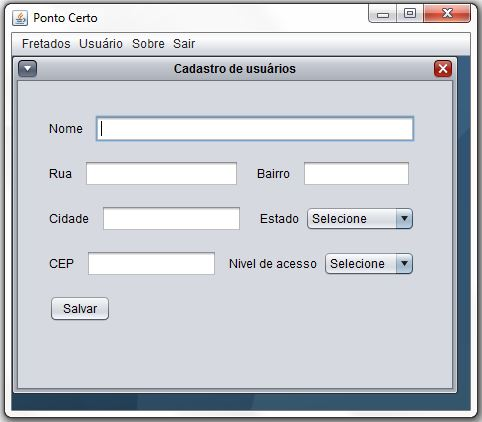 Ponto Certo
Fretados Usuário Sobre Sair
Cadastro de usuários
Nome
Rua Bairro
Cidade Estado Selecione
CEP Nivel de acesso Selecione
Salvar